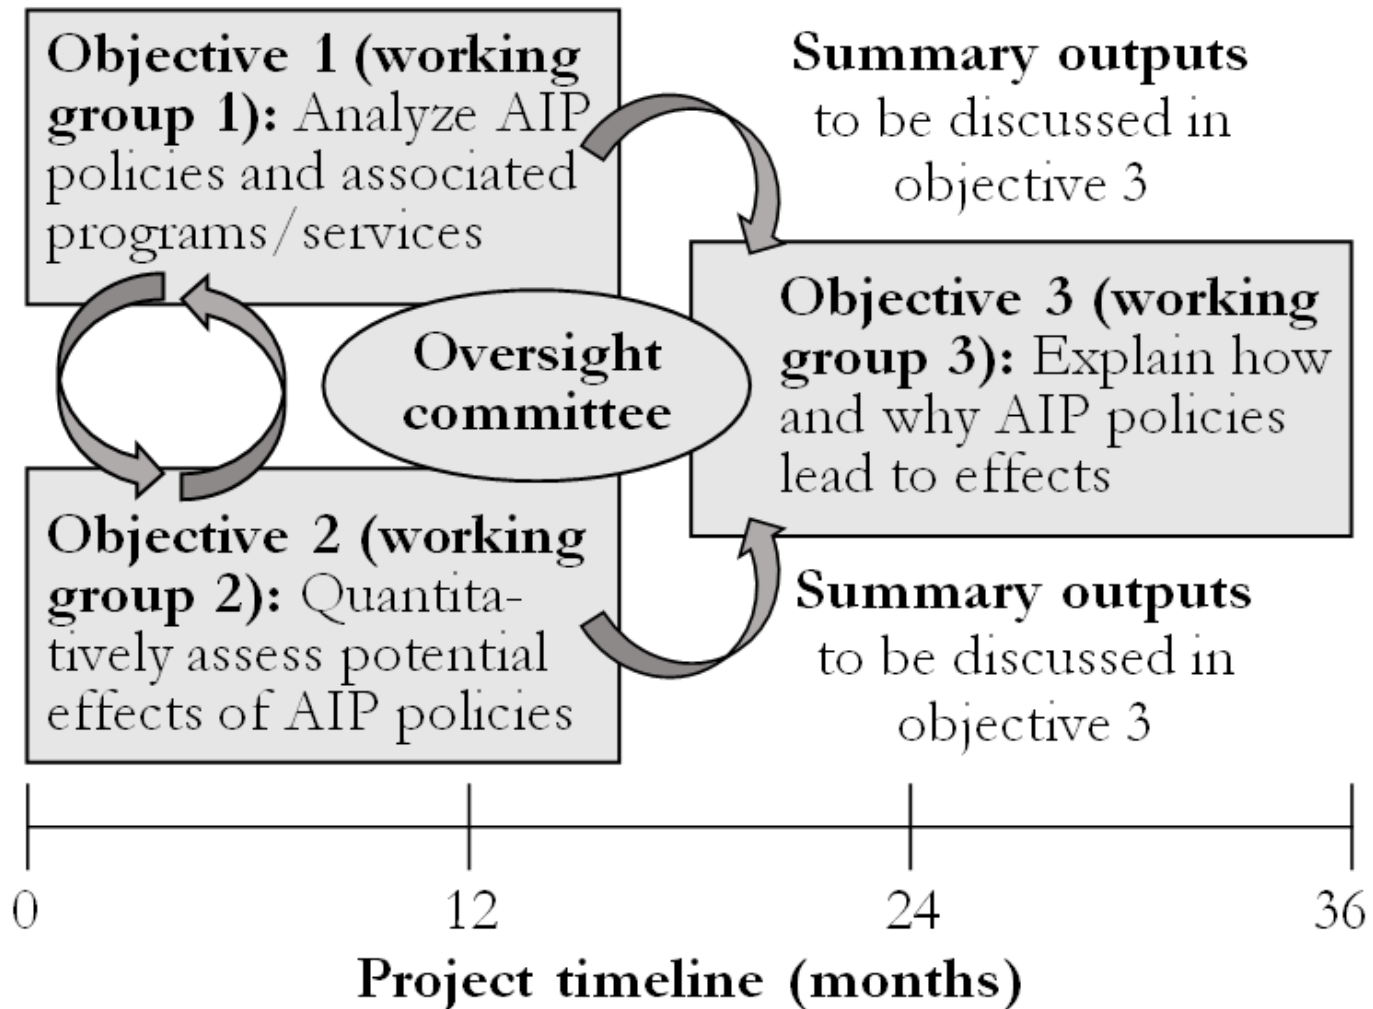 Objective 1 (working
group 1): Analyze AIP
policies and associated
programs/services
Summary outputs
to be discussed in
objective 3
Oversight
committee
Objective 3 (working
group 3): Explain how
and why AIP policies
lead to effects
Objective 2 (working
group 2): Quantita-
tively assess potential
effects of AIP policies
Summary outputs
to be discussed in
objective 3
0
12
24
36
Project timeline (months)